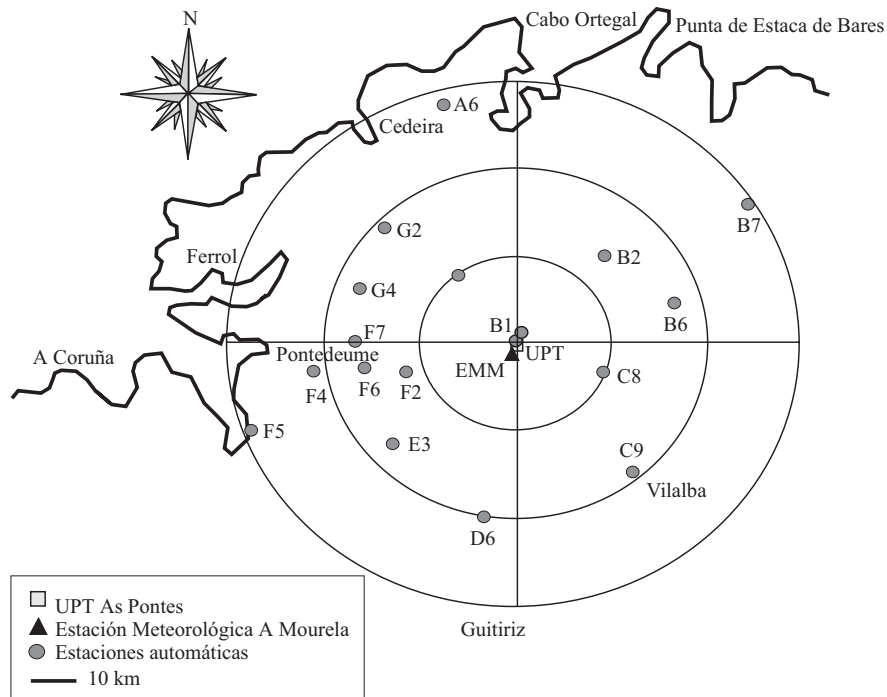 N
Cabo Ortegal
Punta de Estaca de Bares
A6
Cedeira
B7
G2
B2
Ferrol
G4
B6
B1
F7
A Coruña
Pontedeume
UPT
EMM
F4
F6
F2
C8
F5
E3
C9
Vilalba
D6
UPT As Pontes
Estación Meteorológica A Mourela
Guitiriz
Estaciones automáticas
10 km